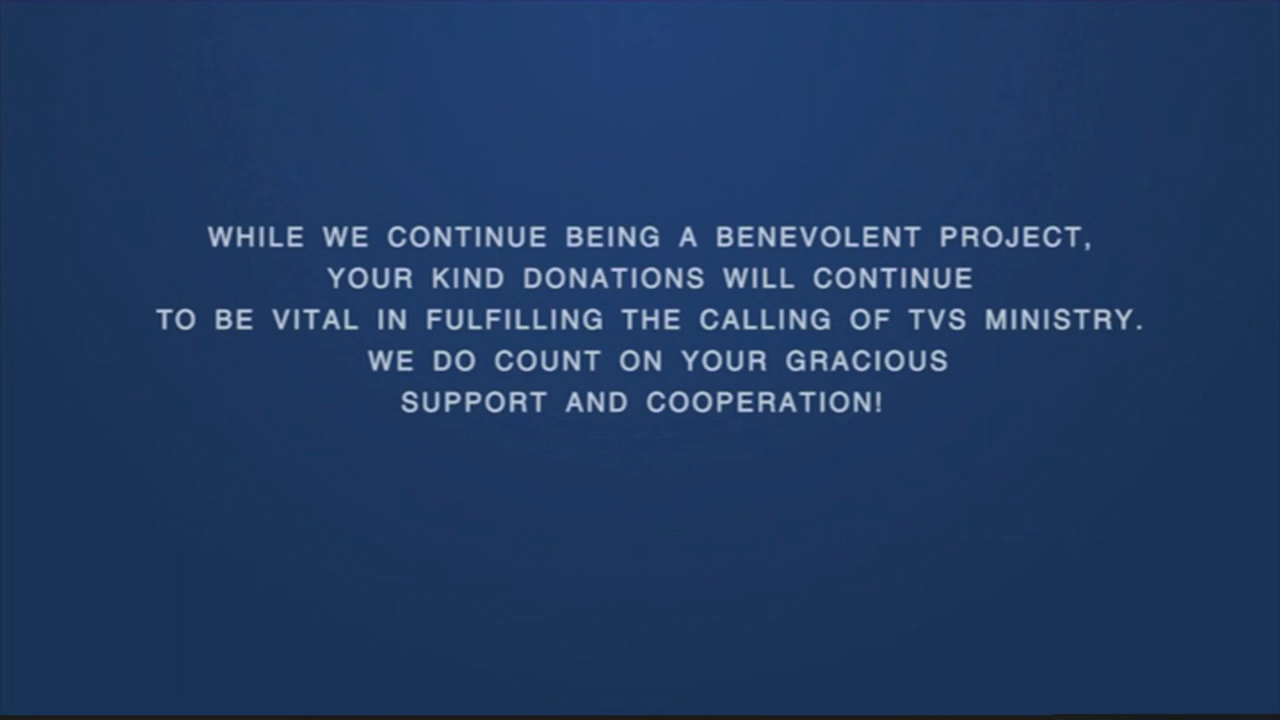 WHILE WE CONTINUE BEING A BENEVOLENT PROJECT,
YOUR KIND DONATIONS WILL CONTINUE
TO BE VITAL IN FULFILLING THE CALLING OF TVS MINISTRY.
WE DO COUNT ON YOUR GRACIOUS
SUPPORT AND COOPERATION!